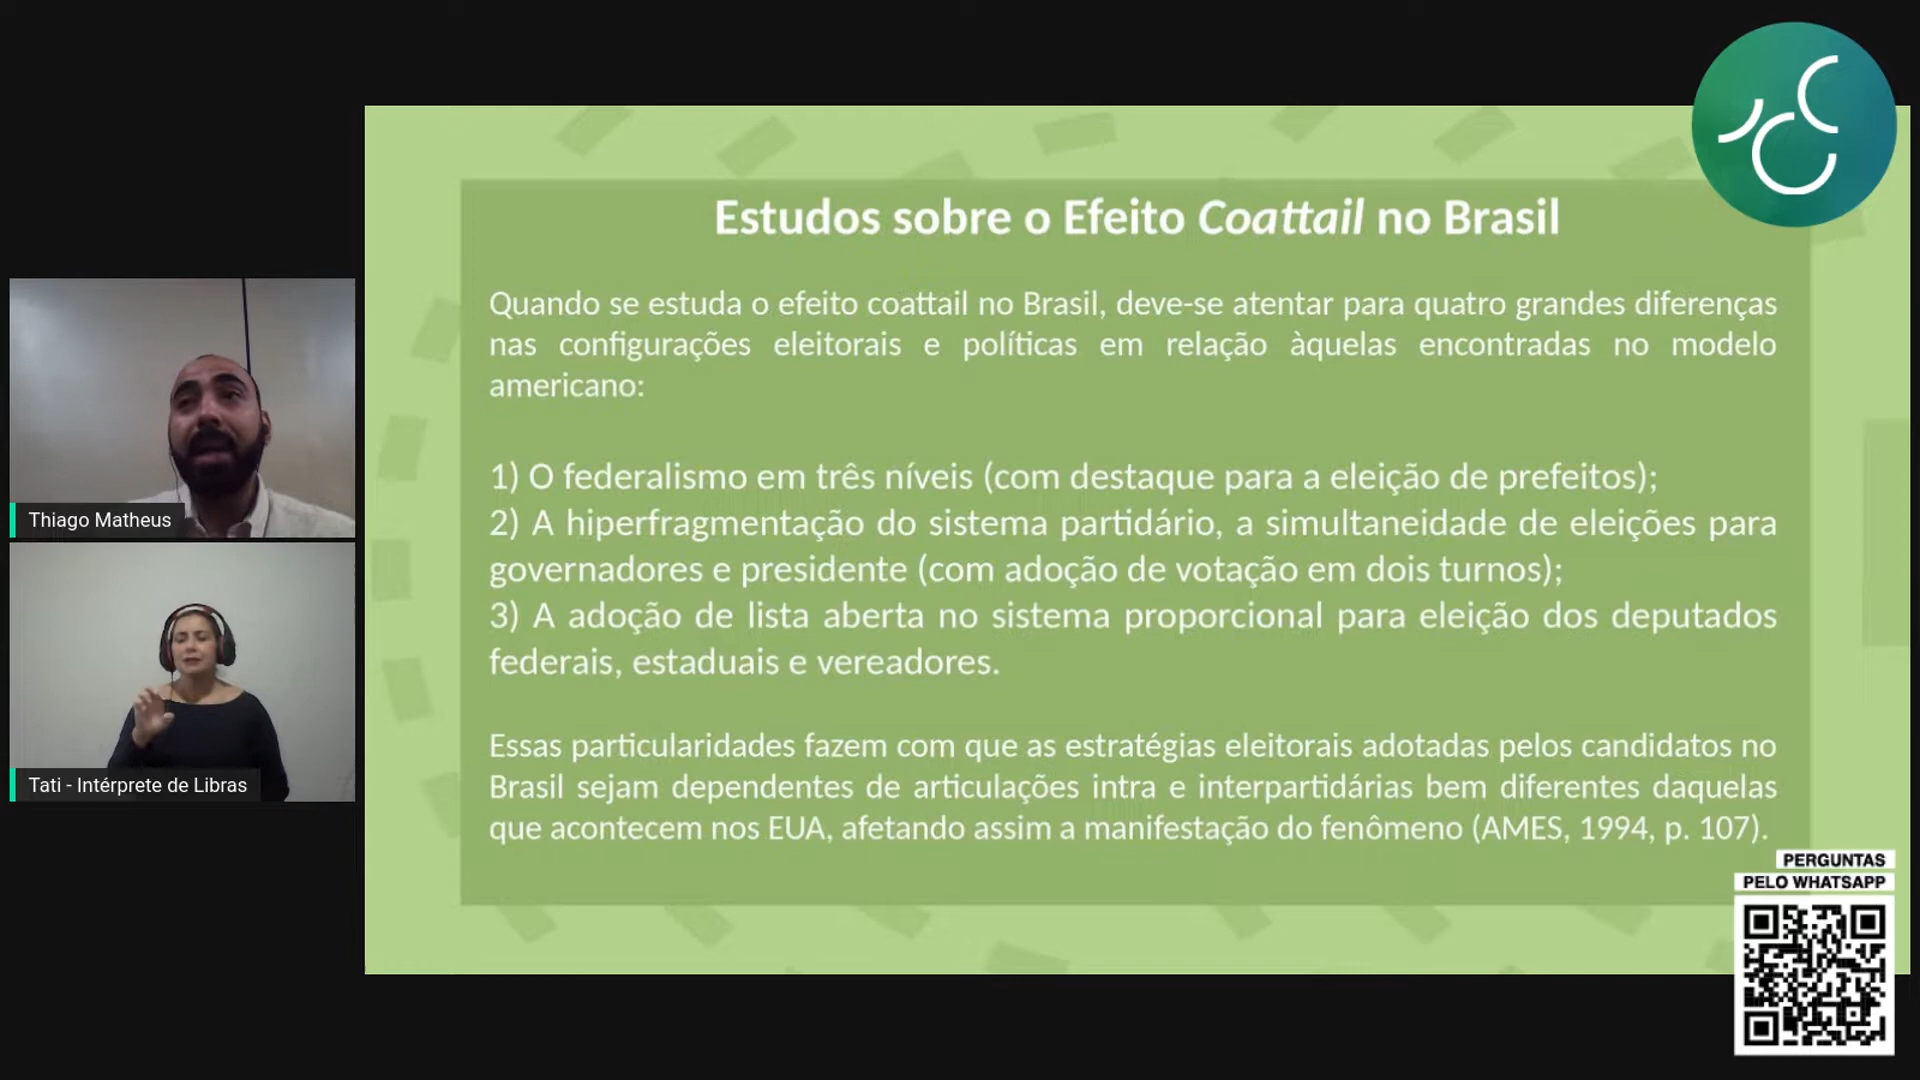 Estudos sobre o Efeito Coattail no Brasil
Quando se estuda o efeito coattail no Brasil, deve-se atentar para quatro grandes diferenças
nas configurações eleitorais e políticas em relação àquelas encontradas no modelo
americano:
1) O federalismo em três níveis (com destaque para a eleição de prefeitos);
2) A hiperfragmentação do sistema partidário, a simultaneidade de eleições para
governadores e presidente (com adoção de votação em dois turnos);
3) A adoção de lista aberta no sistema proporcional para eleição dos deputados
federais, estaduais e vereadores.
Essas particularidades fazem com que as estratégias eleitorais adotadas pelos candidatos no
Brasil sejam dependentes de articulações intra e interpartidárias bem diferentes daquelas
que acontecem nos EUA, afetando assim a manifestação do fenômeno (AMES, 1994, p. 107).
Thiago Matheus
Tati - Intérprete de Libras
PERGUNTAS
PELO WHATSAPP